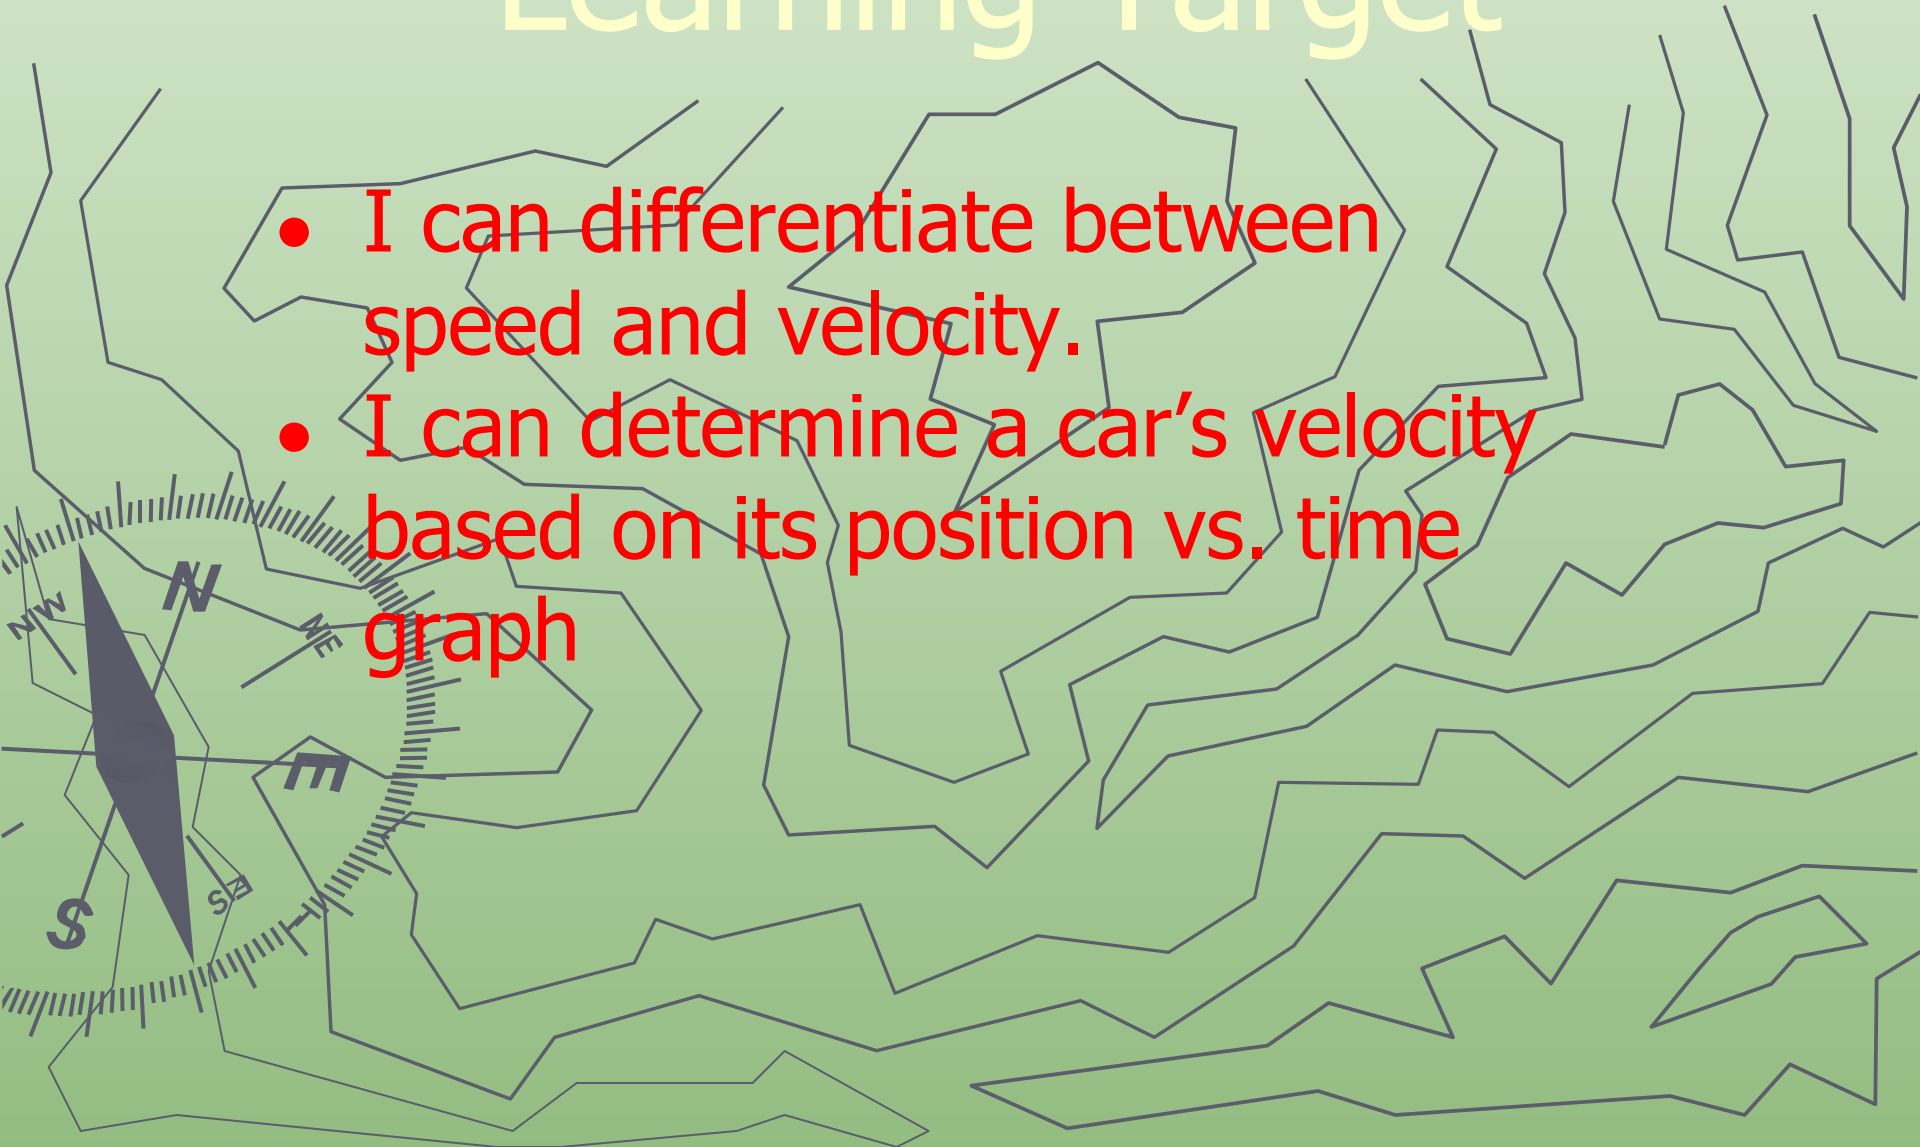 Learning Target
• I can differentiate between
speed and velocity.
• I can determine a car’s velocity
based on its position vs. time
graph
N
NW
NE
E
SE
S